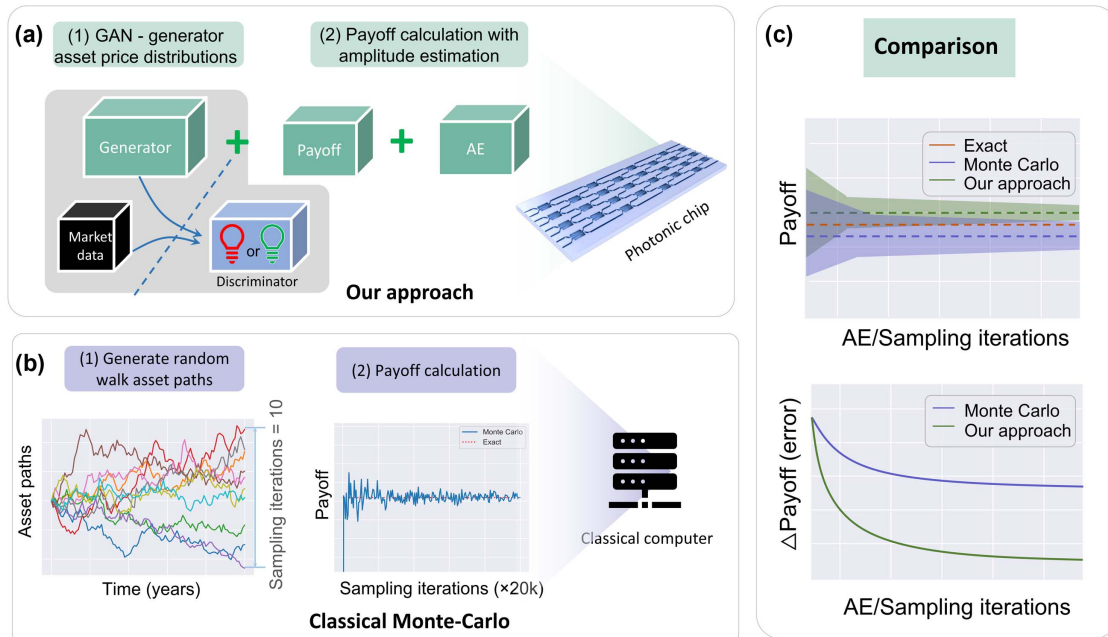 (a)
(1) GAN - generator
asset price distributions
(2) Payoff calculation with
amplitude estimation
Generator
Payoff
AE
Market
data
or
Discriminator
Photonic chip
Our approach
(b)
(1) Generate random
walk asset paths
(2) Payoff calculation
Asset paths
Time (years)
Sampling iterations = 10
Payoff
Monte Carlo
Exact
Sampling iterations (×20k)
Classical computer
Classical Monte-Carlo
(c)
Comparison
Payoff
Exact
Monte Carlo
Our approach
AE/Sampling iterations
△Payoff (error)
Monte Carlo
Our approach
AE/Sampling iterations